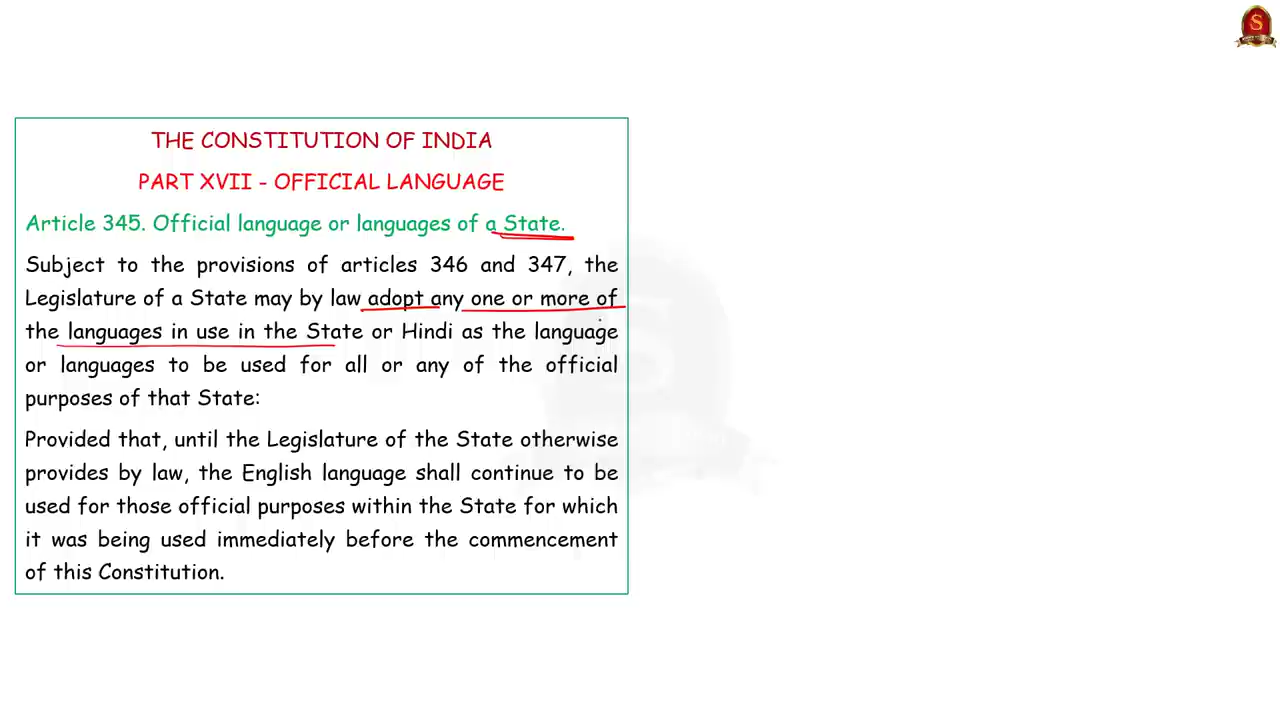 THE CONSTITUTION OF INDIA
PART XVII - OFFICIAL LANGUAGE
Article 345. Official language or languages of a State.
Subject to the provisions of articles 346 and 347, the
Legislature of a State may by law adopt any one or more of
the languages in use in the State or Hindi as the language
or languages to be used for all or any of the official
purposes of that State:
Provided that, until the Legislature of the State otherwise
provides by law, the English language shall continue to be
used for those official purposes within the State for which
it was being used immediately before the commencement
of this Constitution.